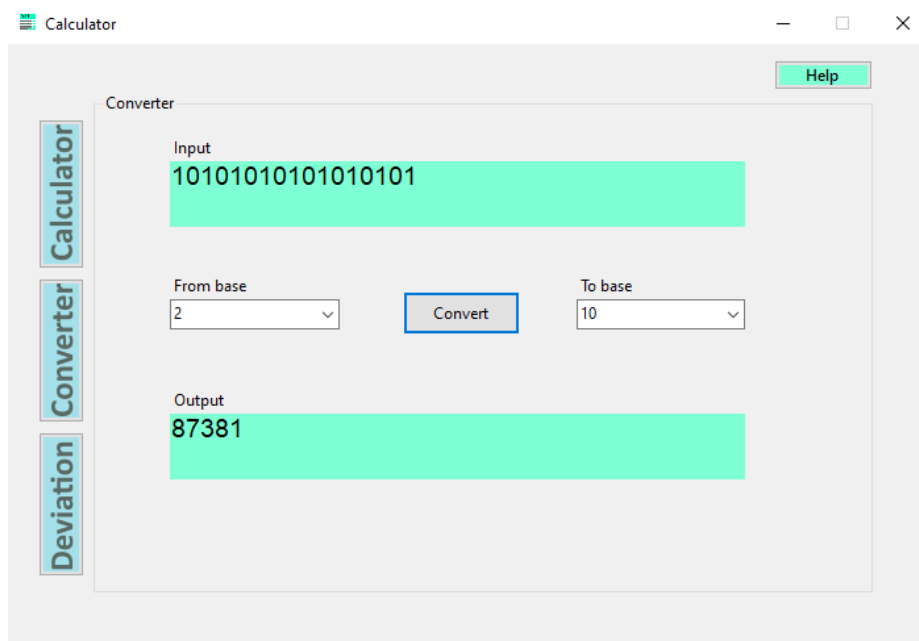 Calculator
Help
Converter
Calculator
Converter
Deviation
Input
10101010101010101
From base
To base
2
Convert
10
Output
87381